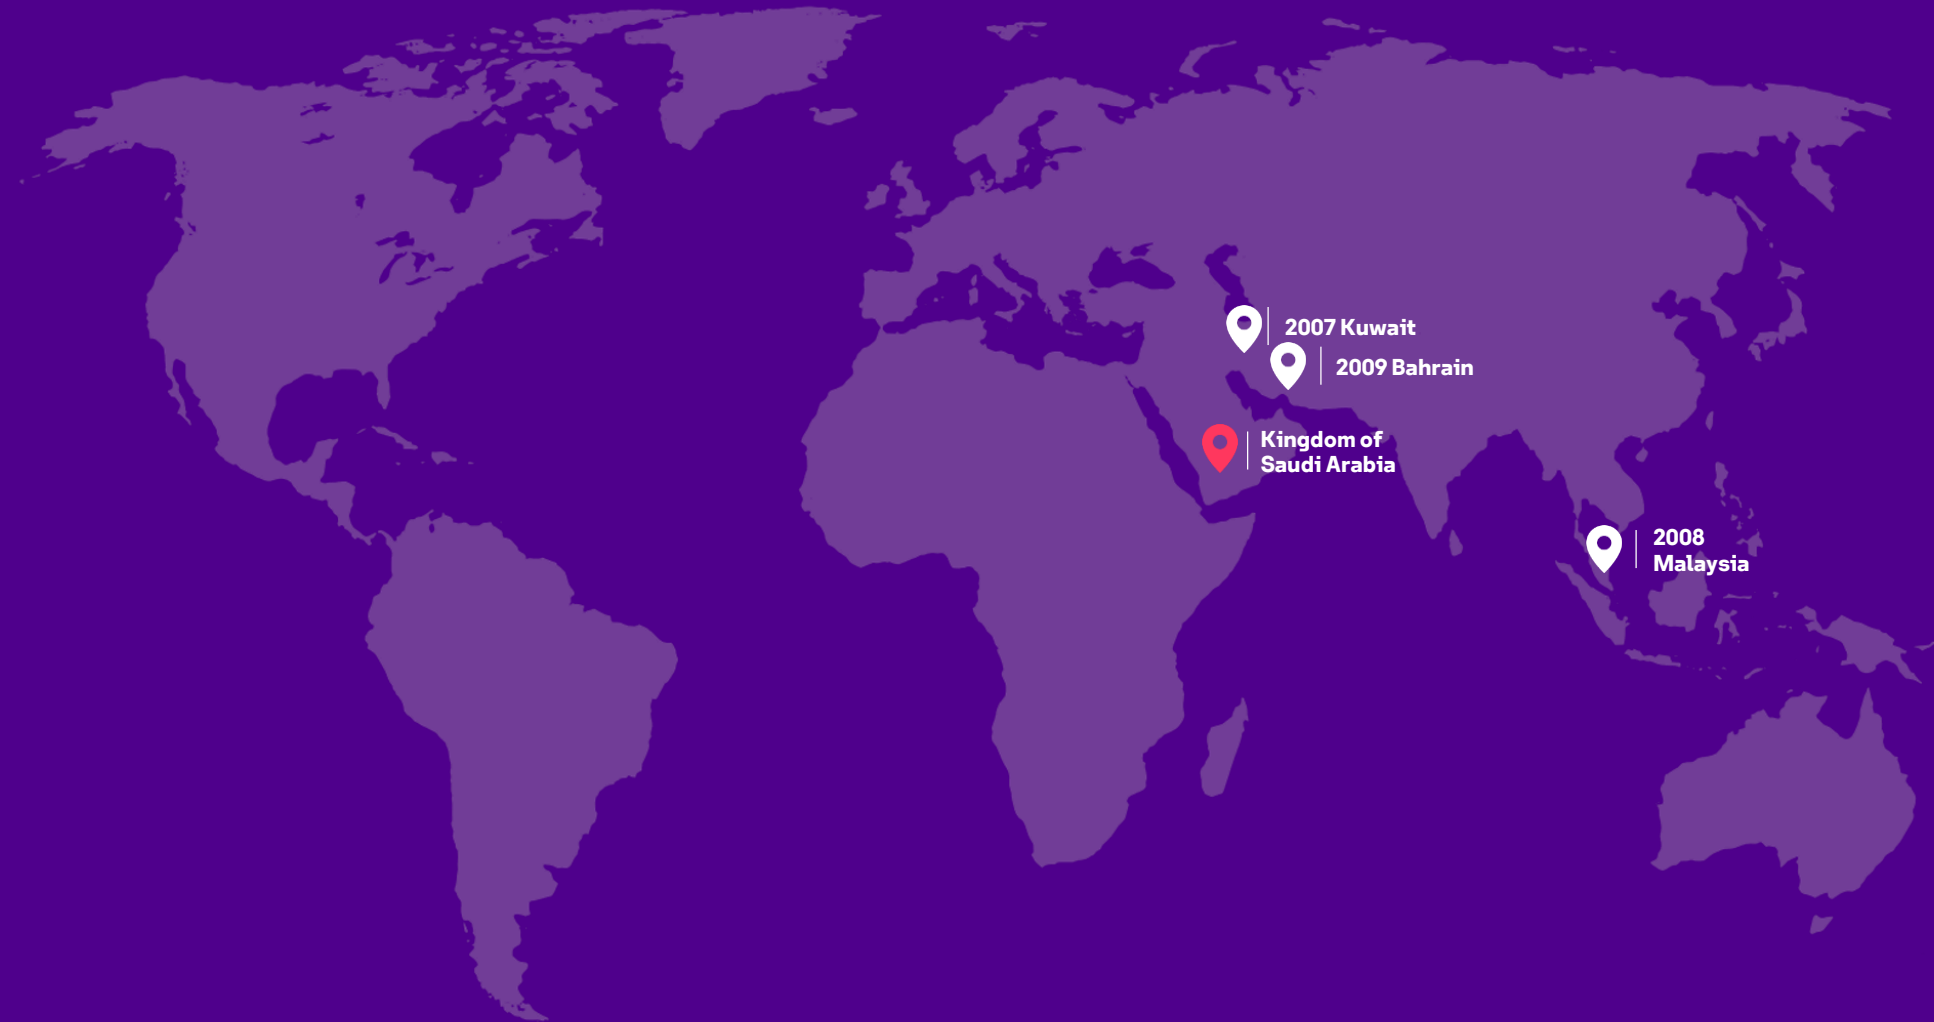 2007 Kuwait
2009 Bahrain
Kingdom of
Saudi Arabia
2008
Malaysia